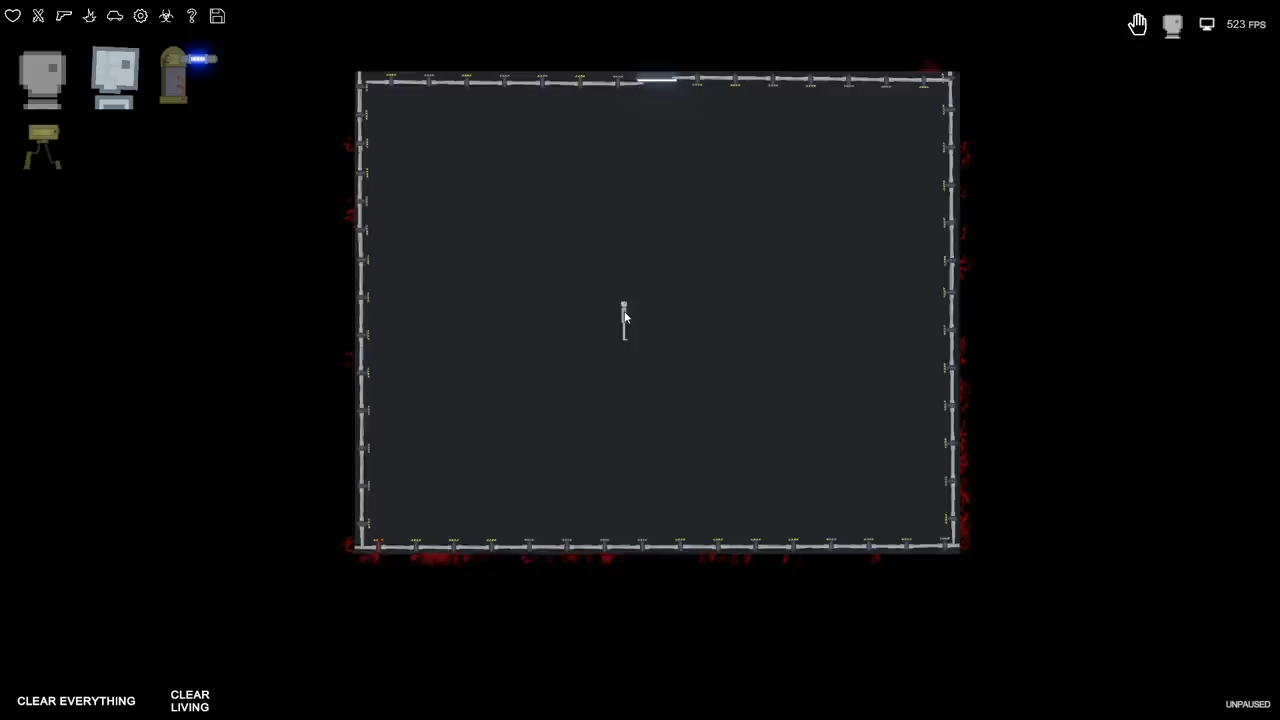 523 FPS
CLEAR EVERYTHING
CLEAR
LIVING
UNPAUSED